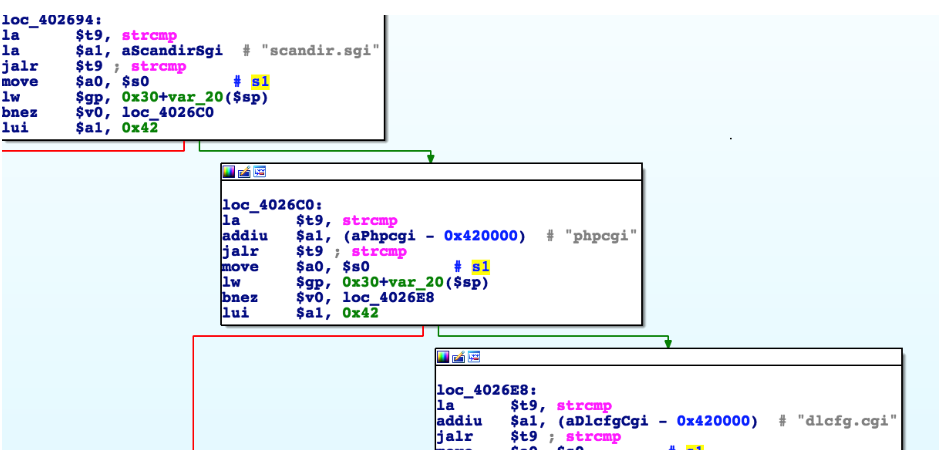 loc_402694:
la $t9, strcmp
la $a1, aScandirSgi # "scandir.sgi"
jalr $t9 ; strcmp
move $a0, $s0 # s1
lw $gp, 0x30+var_20($sp)
bnez $v0, loc_4026C0
lui $a1, 0x42
loc_4026C0:
la $t9, strcmp
addiu $a1, (aPhpcgi - 0x420000) # "phpcgi"
jalr $t9 ; strcmp
move $a0, $s0 # s1
lw $gp, 0x30+var_20($sp)
bnez $v0, loc_4026E8
lui $a1, 0x42
loc_4026E8:
la $t9, strcmp
addiu $a1, (aDlcfgCgi - 0x420000) # "dlcfg.cgi"
jalr $t9 ; strcmp